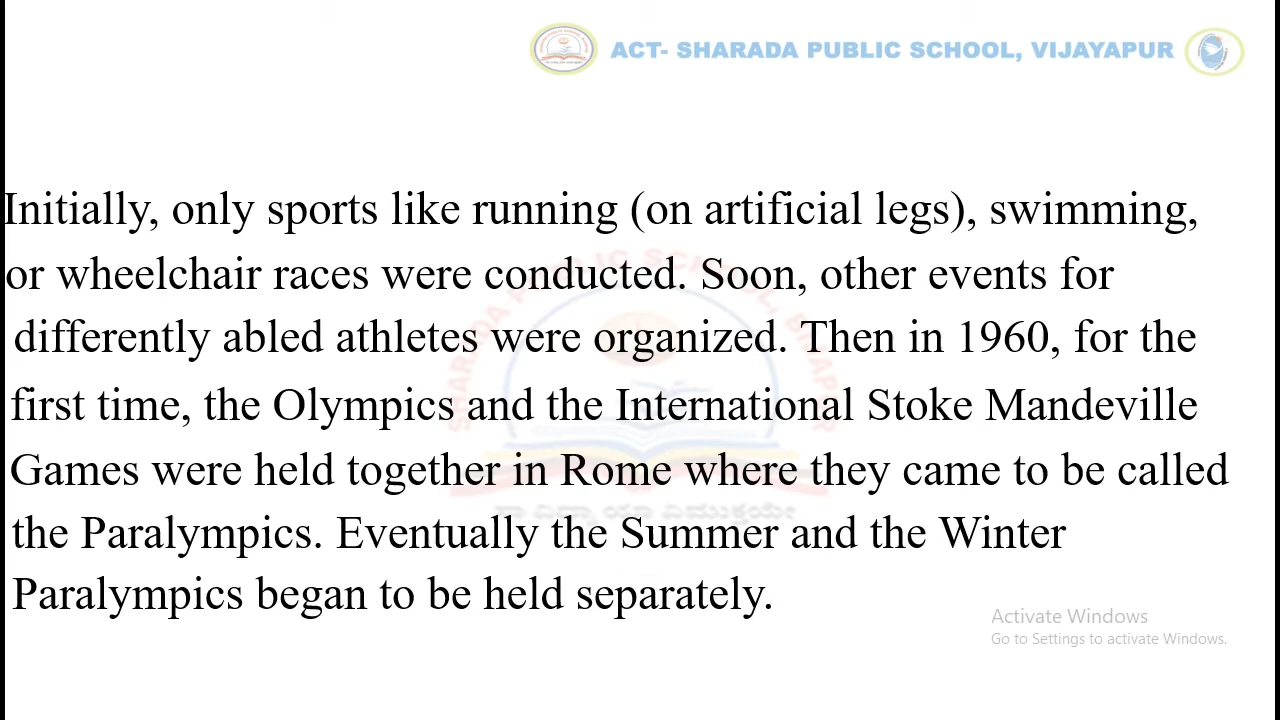 ACT- SHARADA PUBLIC SCHOOL, VIJAYAPUR
Initially, only sports like running (on artificial legs), swimming,
or wheelchair races were conducted. Soon, other events for
differently abled athletes were organized. Then in 1960, for the
first time, the Olympics and the International Stoke Mandeville
Games were held together in Rome where they came to be called
the Paralympics. Eventually the Summer and the Winter
Paralympics began to be held separately.
Activate Windows
Go to Settings to activate Windows.